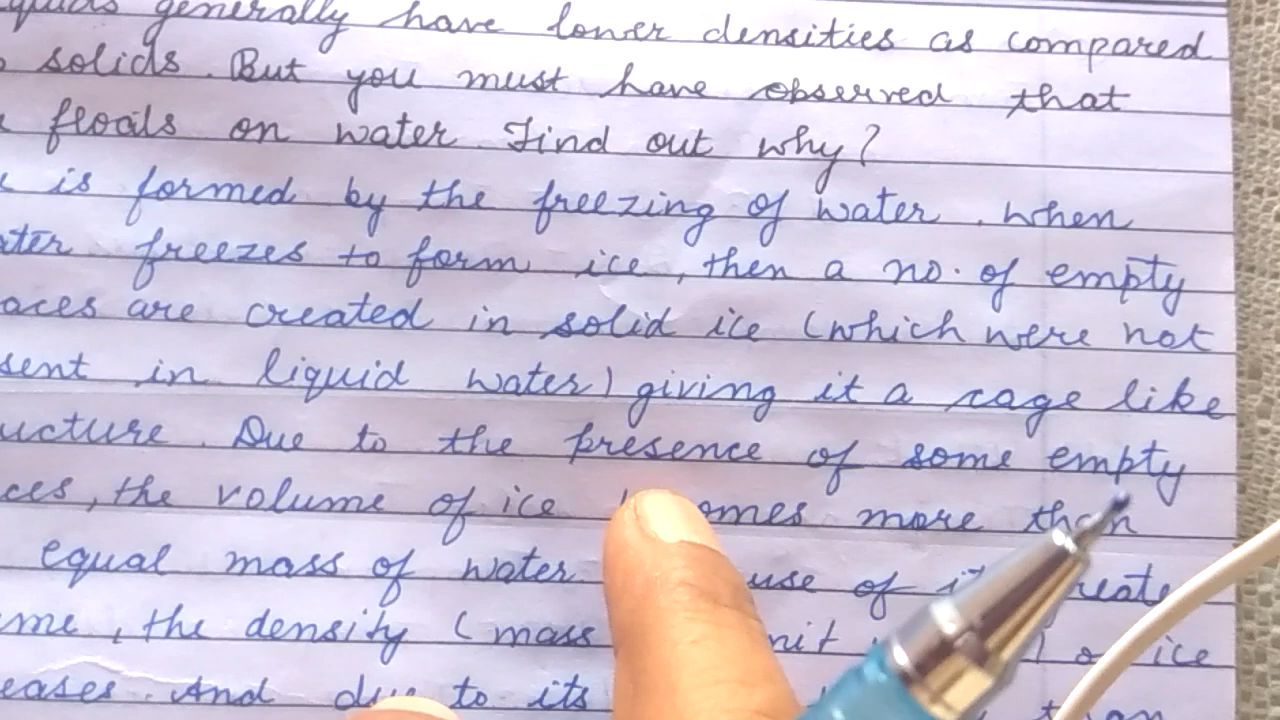 generally have lower densities as compared
solids. But you must have observed that
floats on water. Find out why?
is formed by the freezing of water. when
freezes to form ice, then a no. of empty
are created in solid ice (which were not
in liquid water) giving it a cage like
Due to the presence of some empty
the volume of ice more than
equal mass of water of
the density (mass ice
And due to its